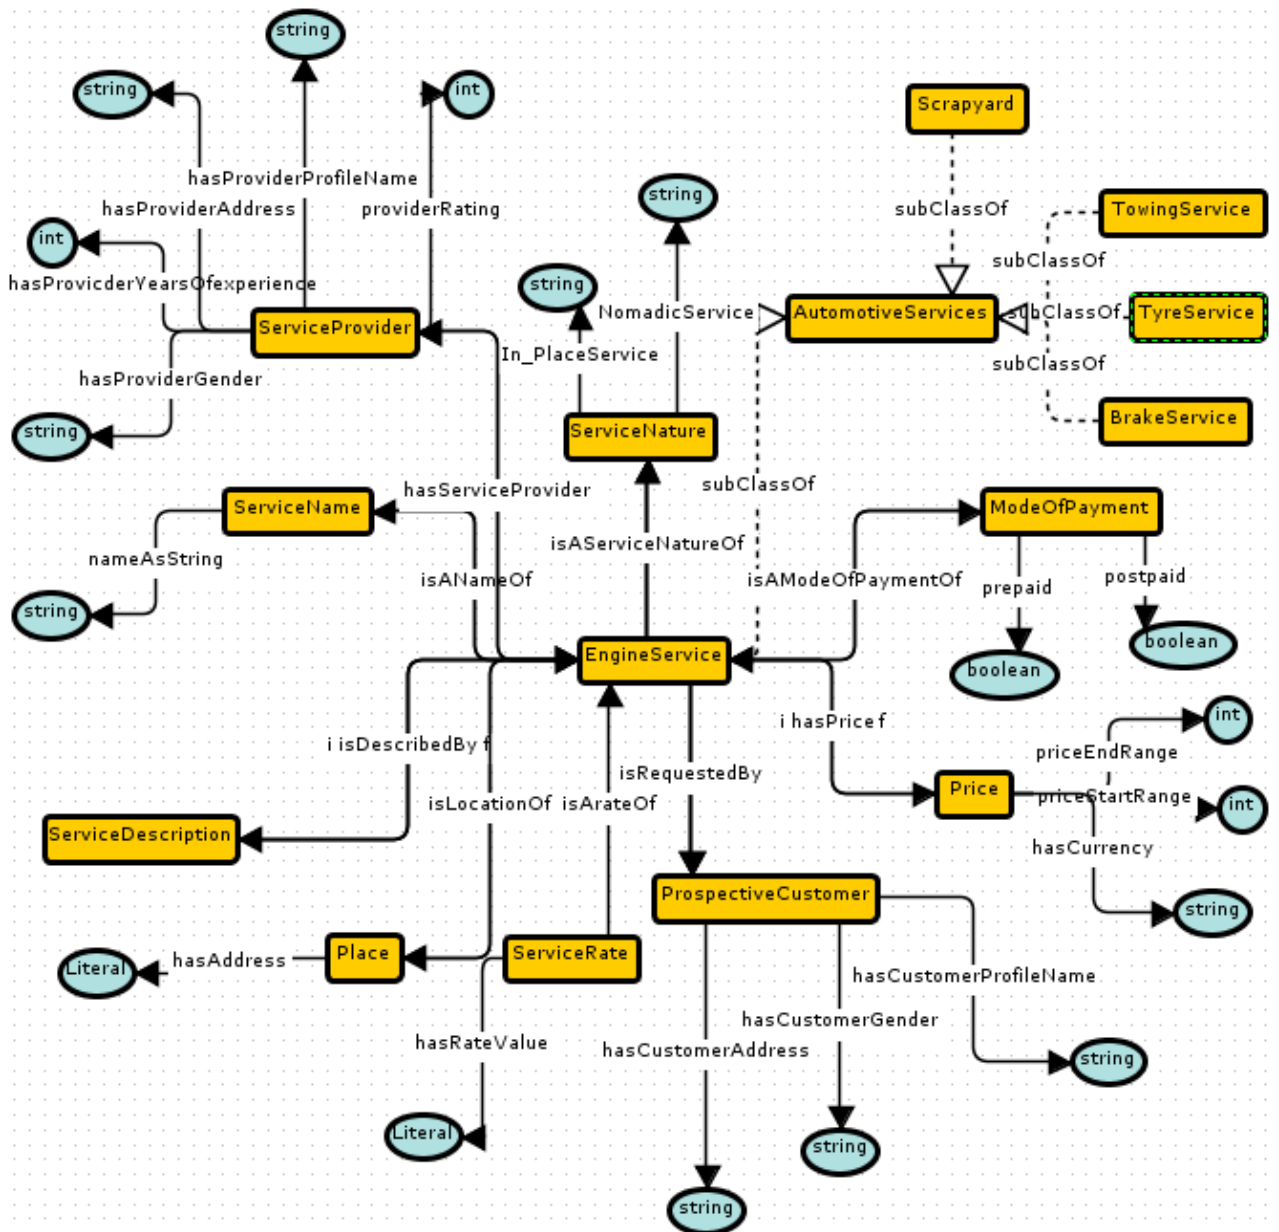 string
string
int
Scrapyard
hasProviderProfileName
string
hasProviderAddress
providerRating
subClassOf
TowingService
int
subClassOf
hasProvicderYearsOfexperience
string
NomadicService
AutomotiveServices
subClassOf
TyreService
ServiceProvider
In_PlaceService
subClassOf
hasProviderGender
string
ServiceNature
BrakeService
hasServiceProvider
subClassOf
ServiceName
ModeOfPayment
isAServiceNatureOf
nameAsString
isANameOf
isAModeOfPaymentOf
postpaid
prepaid
string
boolean
EngineService
boolean
i hasPrice f
int
i isDescribedBy f
priceEndRange
isRequestedBy
Price
priceStartRange
isLocationOf
isArateOf
int
ServiceDescription
hasCurrency
ProspectiveCustomer
string
Place
ServiceRate
hasAddress
Literal
hasCustomerProfileName
hasCustomerGender
hasRateValue
hasCustomerAddress
string
Literal
string
string